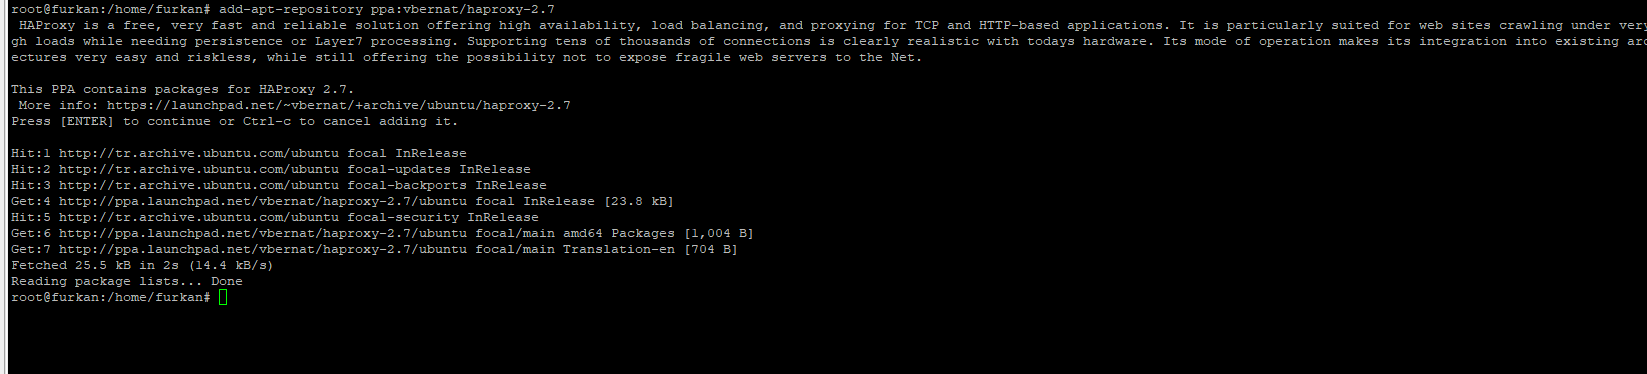 root@furkan:/home/furkan# add-apt-repository ppa:vbernat/haproxy-2.7
HAProxy is a free, very fast and reliable solution offering high availability, load balancing, and proxying for TCP and HTTP-based applications. It is particularly suited for web sites crawling under very
gh loads while needing persistence or Layer7 processing. Supporting tens of thousands of connections is clearly realistic with todays hardware. Its mode of operation makes its integration into existing arc
ectures very easy and riskless, while still offering the possibility not to expose fragile web servers to the Net.
This PPA contains packages for HAProxy 2.7.
More info: https://launchpad.net/~vbernat/+archive/ubuntu/haproxy-2.7
Press [ENTER] to continue or Ctrl-c to cancel adding it.
Hit:1 http://tr.archive.ubuntu.com/ubuntu focal InRelease
Hit:2 http://tr.archive.ubuntu.com/ubuntu focal-updates InRelease
Hit:3 http://tr.archive.ubuntu.com/ubuntu focal-backports InRelease
Get:4 http://ppa.launchpad.net/vbernat/haproxy-2.7/ubuntu focal InRelease [23.8 kB]
Hit:5 http://tr.archive.ubuntu.com/ubuntu focal-security InRelease
Get:6 http://ppa.launchpad.net/vbernat/haproxy-2.7/ubuntu focal/main amd64 Packages [1,004 B]
Get:7 http://ppa.launchpad.net/vbernat/haproxy-2.7/ubuntu focal/main Translation-en [704 B]
Fetched 25.5 kB in 2s (14.4 kB/s)
Reading package lists... Done
root@furkan:/home/furkan#